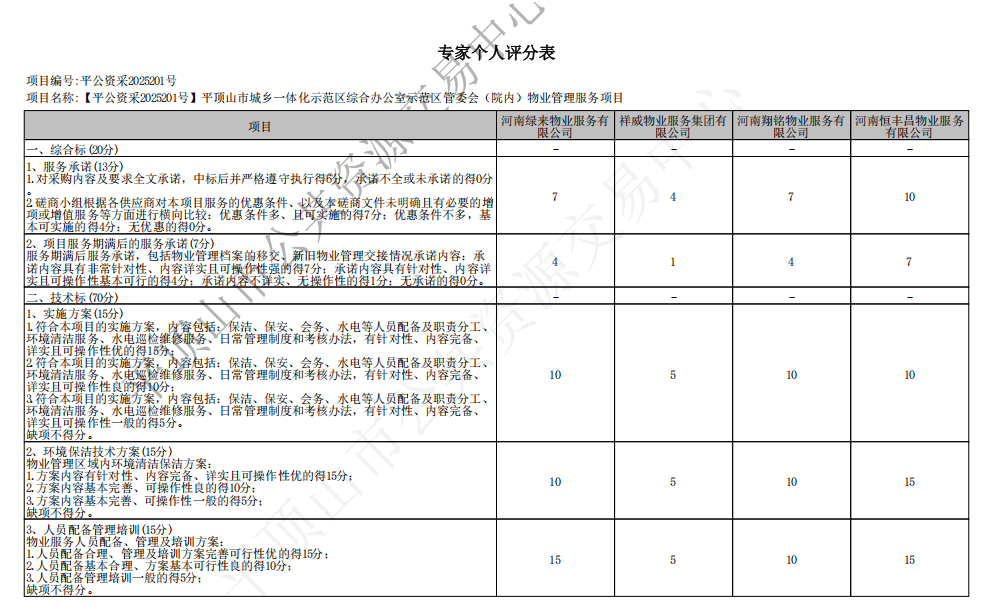 专家个人评分表
项目编号:平公资采2025201号
项目名称:【平公资采2025201号】平顶山市城乡一体化示范区综合办公室示范区管委会（院内）物业管理服务项目
项目
河南绿来物业服务有
限公司
祥威物业服务集团有
限公司
河南翔铭物业服务有
限公司
河南恒丰昌物业服务
有限公司
一、综合标(20分)
－ － － －
1、服务承诺(13分)
1.对采购内容及要求全文承诺，中标后并严格遵守执行得6分，承诺不全或未承诺的得0分
。
2.磋商小组根据各供应商对本项目服务的优惠条件、以及本磋商文件未明确且有必要的增
项或增值服务等方面进行横向比较：优惠条件多、且可实施的得7分；优惠条件不多，基
本可实施的得4分；无优惠的得0分。
7 4 7 10
2、项目服务期满后的服务承诺(7分)
服务期满后服务承诺，包括物业管理档案的移交、新旧物业管理交接情况承诺内容：承
诺内容具有非常针对性、内容详实且可操作性强的得7分；承诺内容具有针对性、内容详
实且可操作性基本可行的得4分；承诺内容不详实、无操作性的得1分；无承诺的得0分。
4 1 4 7
二、技术标(70分)
－ － － －
1、实施方案(15分)
1.符合本项目的实施方案，内容包括：保洁、保安、会务、水电等人员配备及职责分工、
环境清洁服务、水电巡检维修服务、日常管理制度和考核办法，有针对性、内容完备、
详实且可操作性优的得15分；
2.符合本项目的实施方案，内容包括：保洁、保安、会务、水电等人员配备及职责分工、
环境清洁服务、水电巡检维修服务、日常管理制度和考核办法，有针对性、内容完备、
详实且可操作性良的得10分；
3.符合本项目的实施方案，内容包括：保洁、保安、会务、水电等人员配备及职责分工、
环境清洁服务、水电巡检维修服务、日常管理制度和考核办法，有针对性、内容完备、
详实且可操作性一般的得5分。
缺项不得分。
10 5 10 10
2、环境保洁技术方案(15分)
物业管理区域内环境清洁保洁方案：
1.方案内容有针对性、内容完备、详实且可操作性优的得15分；
2.方案内容基本完善、可操作性良的得10分；
3.方案内容基本完善、可操作性一般的得5分；
缺项不得分。
10 5 10 15
3、人员配备管理培训(15分)
物业服务人员配备、管理及培训方案：
1.人员配备合理、管理及培训方案完善可行性优的得15分；
2.人员配备基本合理、方案基本可行性良的得10分；
3.人员配备管理培训一般的得5分；
缺项不得分。
15 5 10 15
平顶山市公共资源交易中心
平顶山市公共资源交易中心